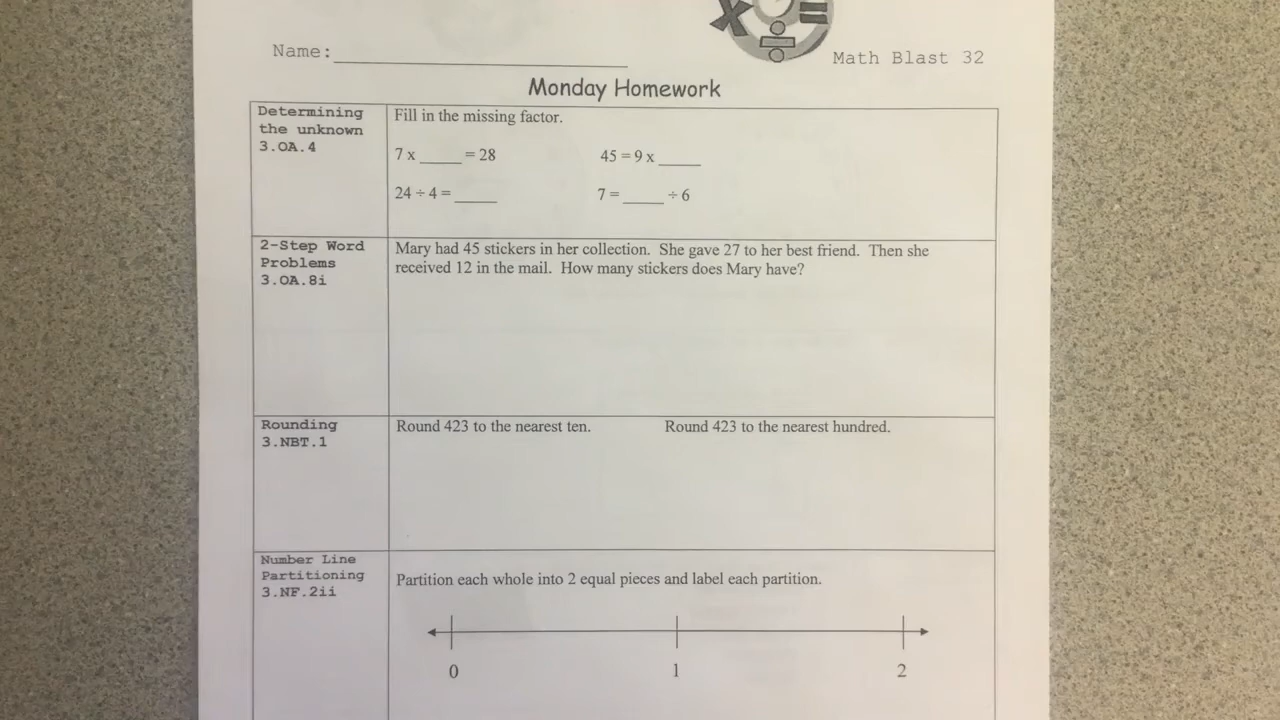 Name:____________
Math Blast 32
Monday Homework
Determining
the unknown
3.OA.4
Fill in the missing factor.
7 x _____ = 28
45 = 9 x _____
24 ÷ 4 = _____
7 = _____ ÷ 6
2-Step Word
Problems
3.OA.8i
Mary had 45 stickers in her collection. She gave 27 to her best friend. Then she
received 12 in the mail. How many stickers does Mary have?
Rounding
3.NBT.1
Round 423 to the nearest ten.
Round 423 to the nearest hundred.
Number Line
Partitioning
3.NF.2ii
Partition each whole into 2 equal pieces and label each partition.
0 1 2